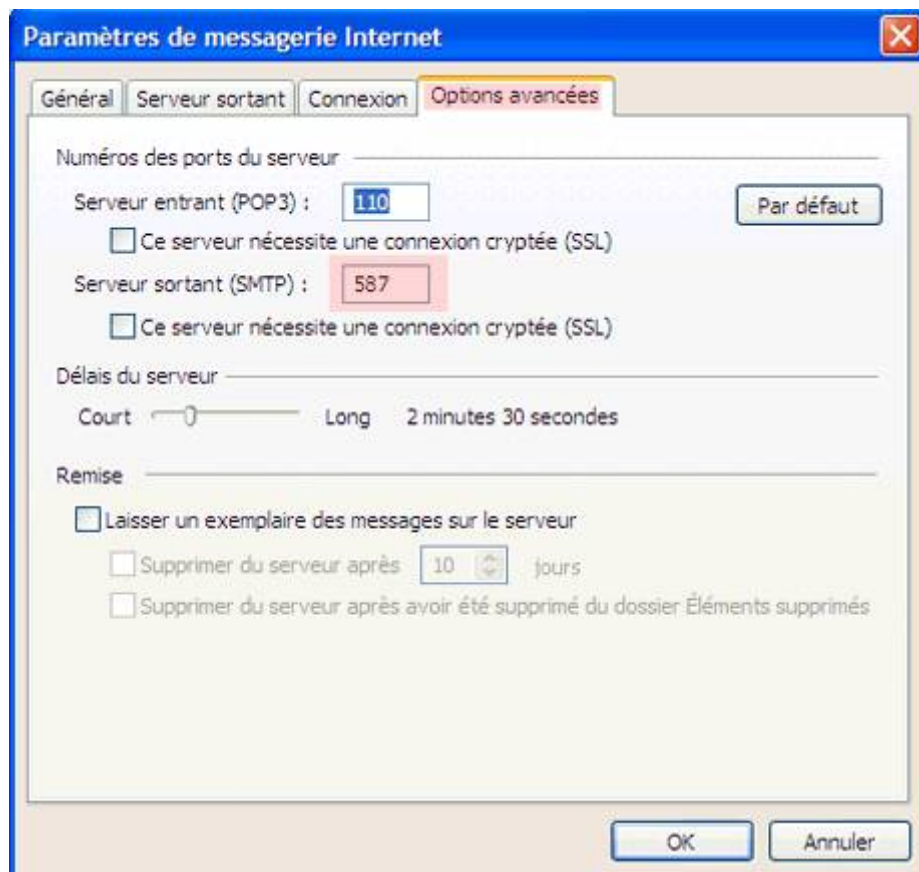 Paramètres de messagerie Internet
Général Serveur sortant Connexion Options avancées
Numéros des ports du serveur
Serveur entrant (POP3) : 110 Par défaut
Ce serveur nécessite une connexion cryptée (SSL)
Serveur sortant (SMTP) : 587
Ce serveur nécessite une connexion cryptée (SSL)
Délais du serveur
Court Long 2 minutes 30 secondes
Remise
Laisser un exemplaire des messages sur le serveur
Supprimer du serveur après 10 jours
Supprimer du serveur après avoir été supprimé du dossier Éléments supprimés
OK Annuler